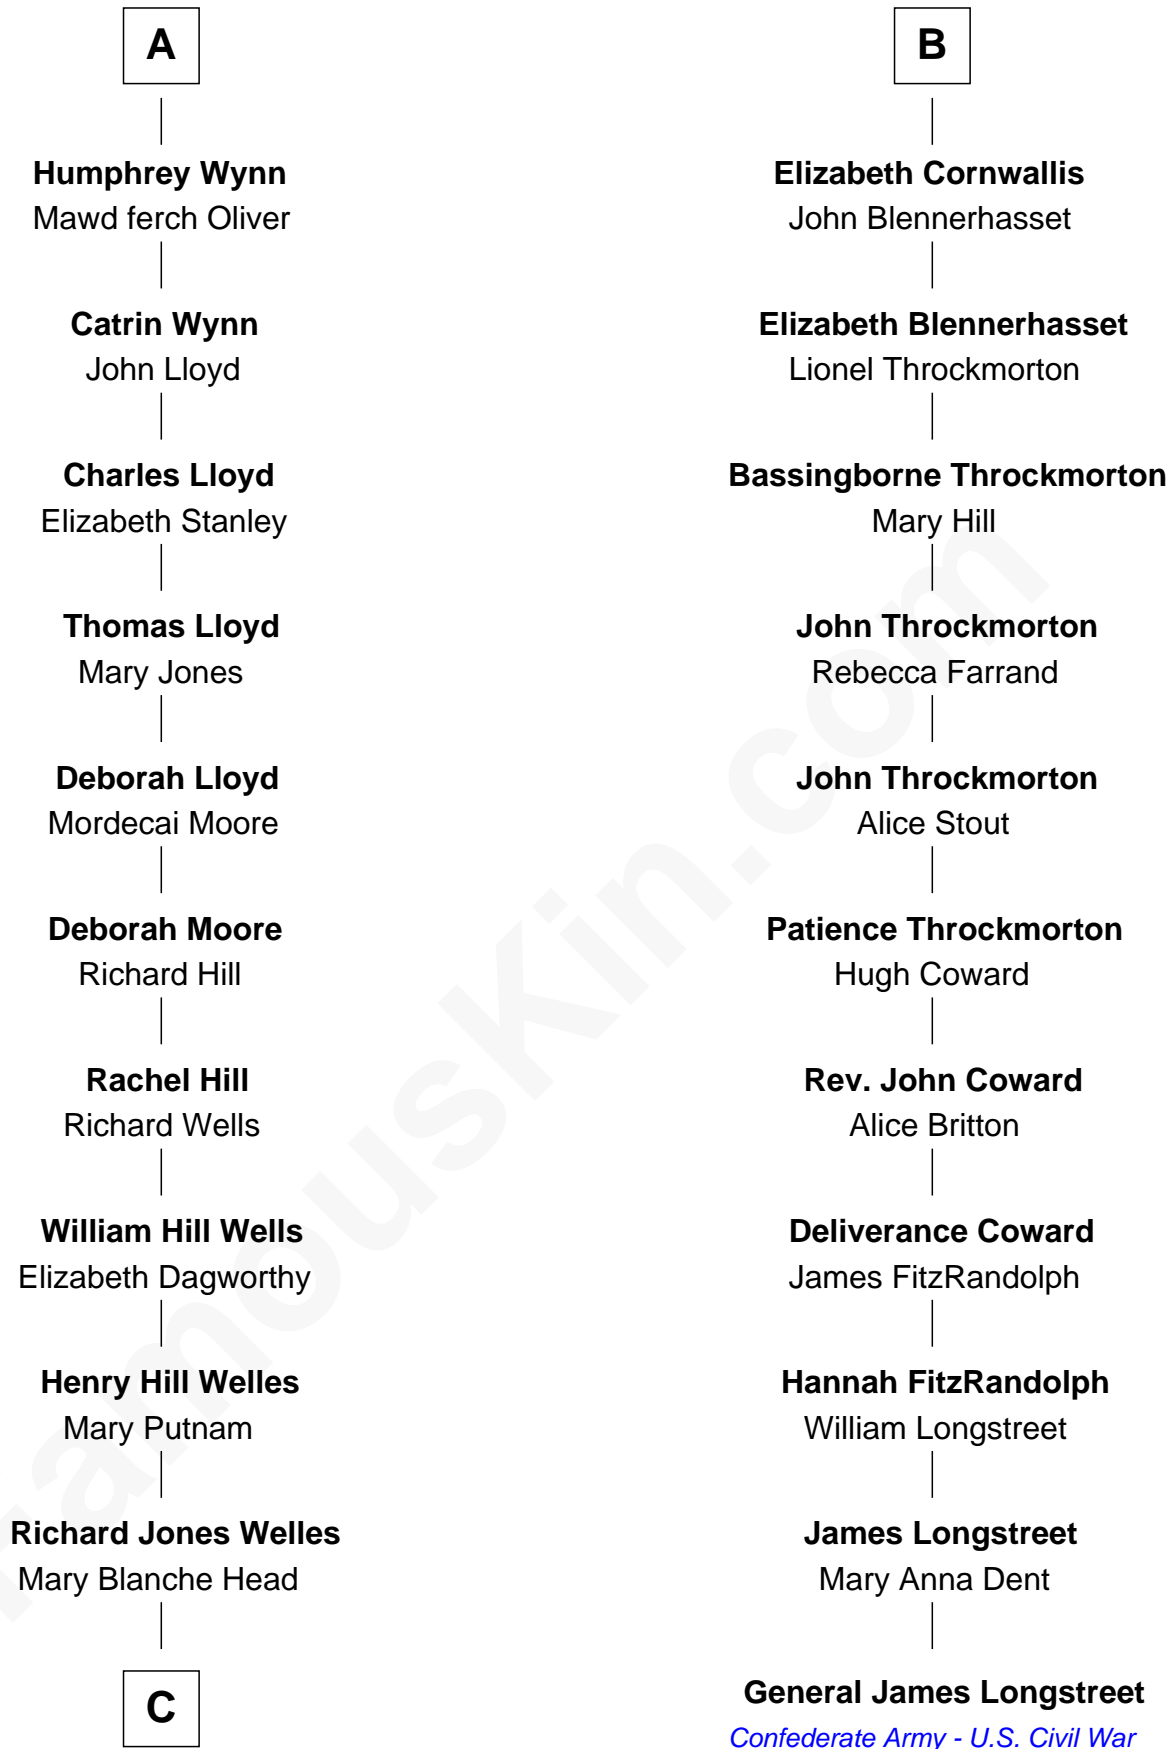 A
Humphrey Wynn
Mawd ferch Oliver
Catrin Wynn
John Lloyd
Charles Lloyd
Elizabeth Stanley
Thomas Lloyd
Mary Jones
Deborah Lloyd
Mordecai Moore
Deborah Moore
Richard Hill
Rachel Hill
Richard Wells
William Hill Wells
Elizabeth Dagworthy
Henry Hill Welles
Mary Putnam
Richard Jones Welles
Mary Blanche Head
C
B
Elizabeth Cornwallis
John Blennerhasset
Elizabeth Blennerhasset
Lionel Throckmorton
Bassingborne Throckmorton
Mary Hill
John Throckmorton
Rebecca Farrand
John Throckmorton
Alice Stout
Patience Throckmorton
Hugh Coward
Rev. John Coward
Alice Britton
Deliverance Coward
James FitzRandolph
Hannah FitzRandolph
William Longstreet
James Longstreet
Mary Anna Dent
General James Longstreet
Confederate Army - U.S. Civil War
FamousKin.com